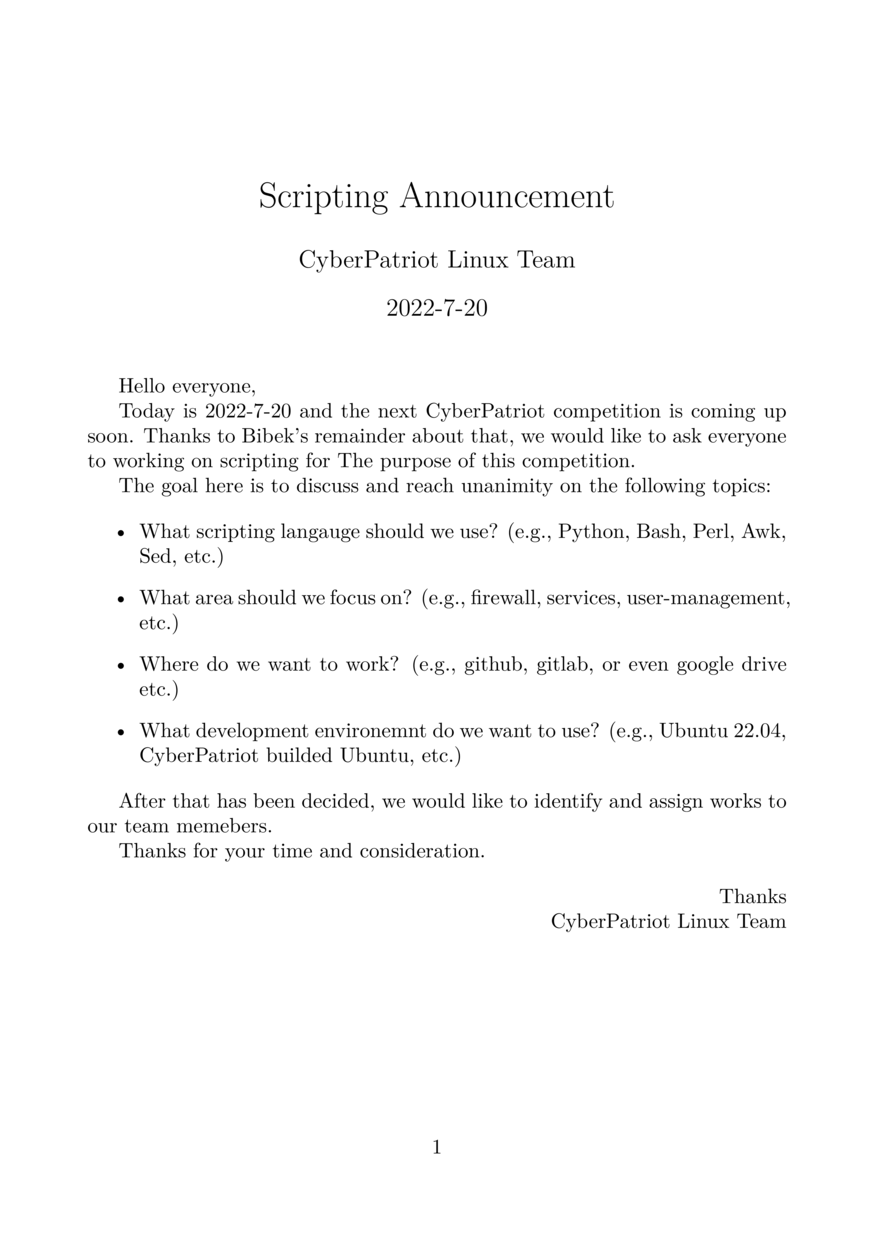 Scripting Announcement
CyberPatriot Linux Team
2022-7-20
Hello everyone,
Today is 2022-7-20 and the next CyberPatriot competition is coming up
soon. Thanks to Bibek's remainder about that, we would like to ask everyone
to working on scripting for The purpose of this competition.
The goal here is to discuss and reach unanimity on the following topics:
• What scripting langauge should we use? (e.g., Python, Bash, Perl, Awk,
Sed, etc.)
• What area should we focus on? (e.g., firewall, services, user-management,
etc.)
• Where do we want to work? (e.g., github, gitlab, or even google drive
etc.)
• What development environemnt do we want to use? (e.g., Ubuntu 22.04,
CyberPatriot builded Ubuntu, etc.)
After that has been decided, we would like to identify and assign works to
our team memebers.
Thanks for your time and consideration.
Thanks
CyberPatriot Linux Team
1